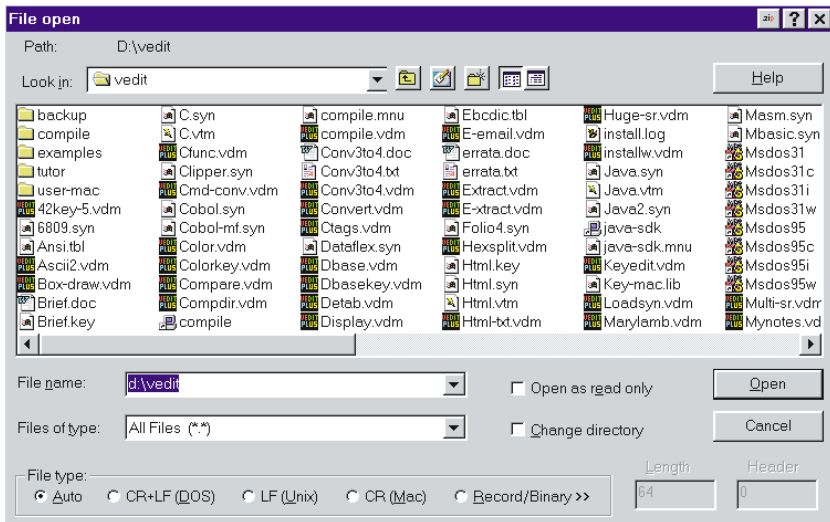 File open
Path: D:\vedit
Look in: vedit Help
backup C.syn compile.mnu Ebcdic.tbl Huge-sr.vdm Masm.syn
compile C.vtm compile.vdm E-email.vdm install.log Mbasic.syn
examples Cfunc.vdm Conv3to4.doc errata.doc installw.vdm Msdos31
tutor Clipper.syn Conv3to4.txt errata.txt Java.syn Msdos31c
user-mac Cmd-conv.vdm Conv3to4.vdm Extract.vdm Java.vtm Msdos31i
42key-5.vdm Cobol.syn Convert.vdm E-xtract.vdm Java2.syn Msdos31w
6809.syn Cobol-mf.syn Ctags.vdm Folio4.syn java-sdk Msdos95
Ansi.tbl Color.vdm Dataflex.syn Hexsplit.vdm java-sdk.mnu Msdos95c
Ascii2.vdm Colorkey.vdm Dbase.vdm Html.key Keyedit.vdm Msdos95i
Box-draw.vdm Compare.vdm Dbasekey.vdm Html.syn Key-mac.lib Msdos95w
Brief.doc Compdir.vdm Detab.vdm Html.vtm Loadsyn.vdm Multi-sr.vdm
Brief.key compile Display.vdm Html-txt.vdm Marylamb.vdm Mynotes.vd
File name: d:\vedit Open as read only Open
Files of type: All Files (*.*) Change directory Cancel
File type: Length Header
Auto CR+LF (DOS) LF (Unix) CR (Mac) Record/Binary >> 64 0